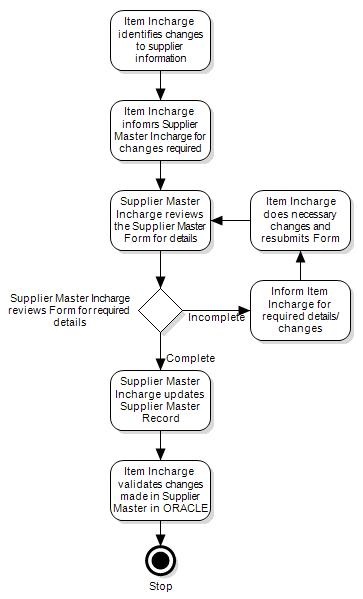 Item Incharge
identifies changes
to supplier
information
Item Incharge
infomrs Supplier
Master Incharge for
changes required
Supplier Master
Incharge reviews
the Supplier Master
Form for details
Item Incharge
does necessary
changes and
resubmits Form
Supplier Master Incharge
reviews Form for required
details
Incomplete
Inform Item
Incharge for
required details/
changes
Complete
Supplier Master
Incharge updates
Supplier Master
Record
Item Incharge
validates changes
made in Supplier
Master in ORACLE
Stop